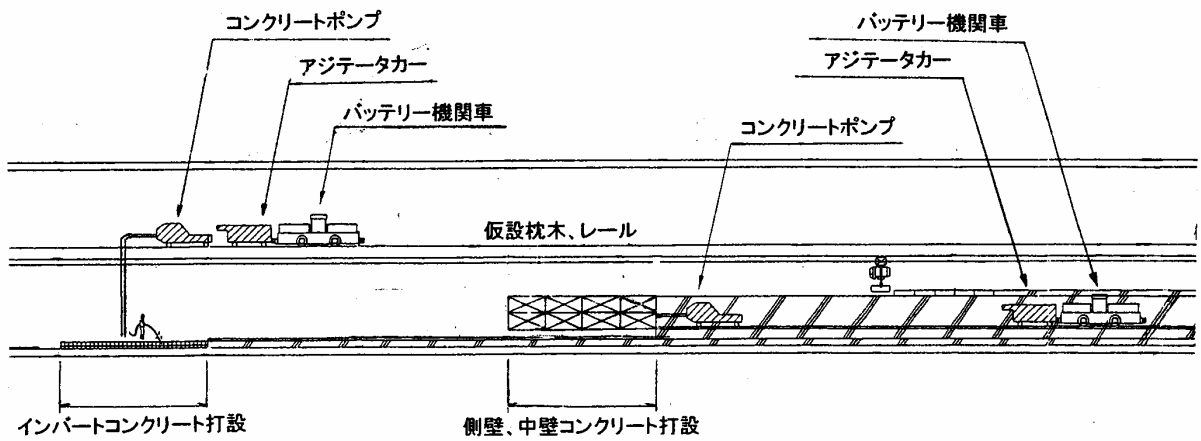 コンクリートポンプ
アジテータカー
バッテリー機関車
バッテリー機関車
アジテータカー
コンクリートポンプ
仮設枕木、レール
インバートコンクリート打設
側壁、中壁コンクリート打設